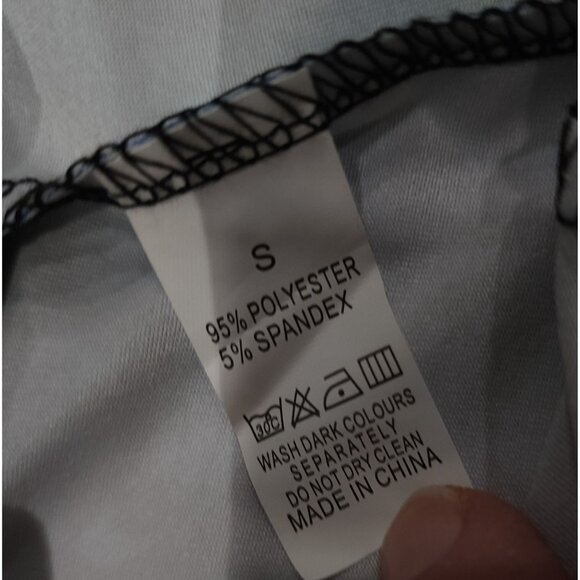 S
95% POLYESTER
5% SPANDEX
30°C
WASH DARK COLOURS
SEPARATELY
DO NOT DRY CLEAN
MADE IN CHINA